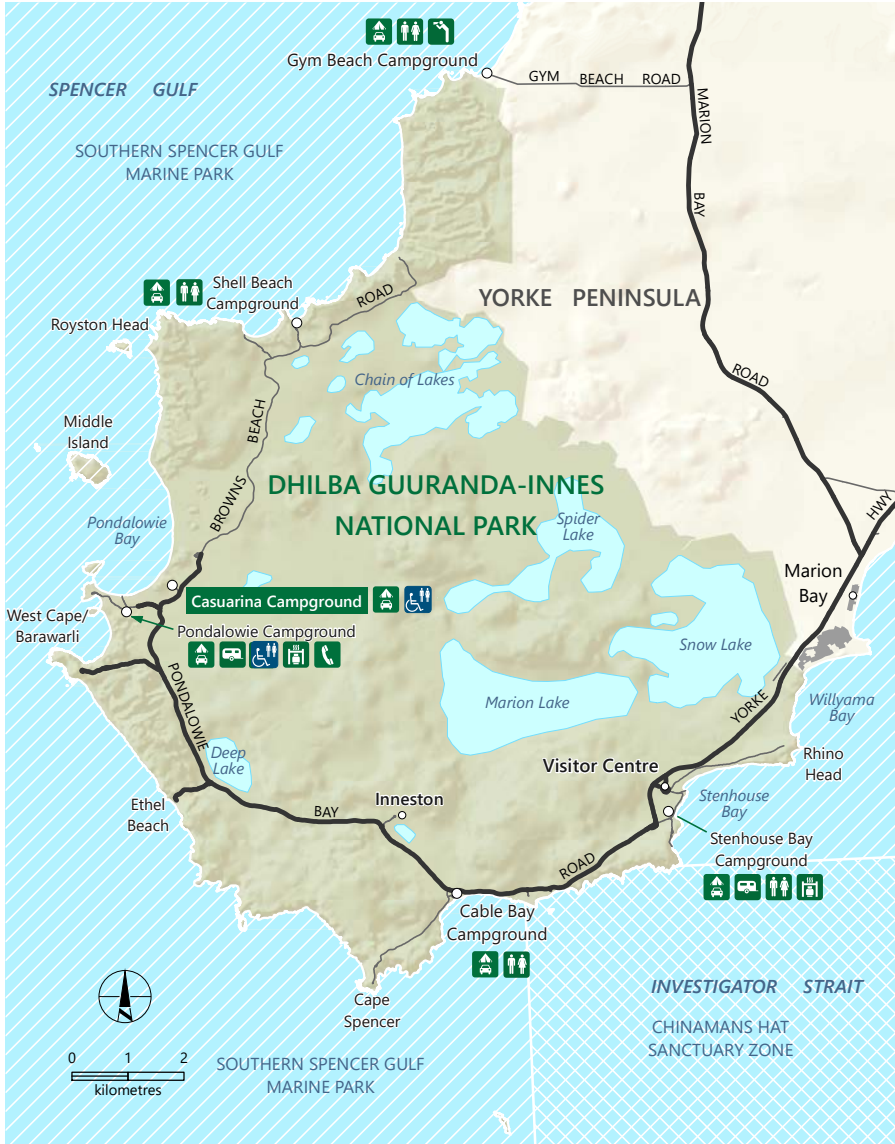 Gym Beach Campground
GYM BEACH ROAD
SPENCER GULF
MARION BAY ROAD
SOUTHERN SPENCER GULF
MARINE PARK
Shell Beach
Campground
ROAD
YORKE PENINSULA
Royston Head
Chain of Lakes
Middle
Island
BROWNS BEACH
DHILBA GUURANDA-INNES
NATIONAL PARK
Spider
Lake
HWY
Pondalowie
Bay
Marion
Bay
Casuarina Campground
West Cape/
Barawarli
Pondalowie Campground
Snow Lake
PONDALOWIE
Marion Lake
YORKE
Willyama
Bay
Deep
Lake
Visitor Centre
Rhino
Head
Ethel
Beach
BAY
Inneston
Stenhouse
Bay
Stenhouse Bay
Campground
ROAD
Cable Bay
Campground
INVESTIGATOR STRAIT
Cape
Spencer
CHINAMANS HAT
SANCTUARY ZONE
0 1 2
kilometres
SOUTHERN SPENCER GULF
MARINE PARK